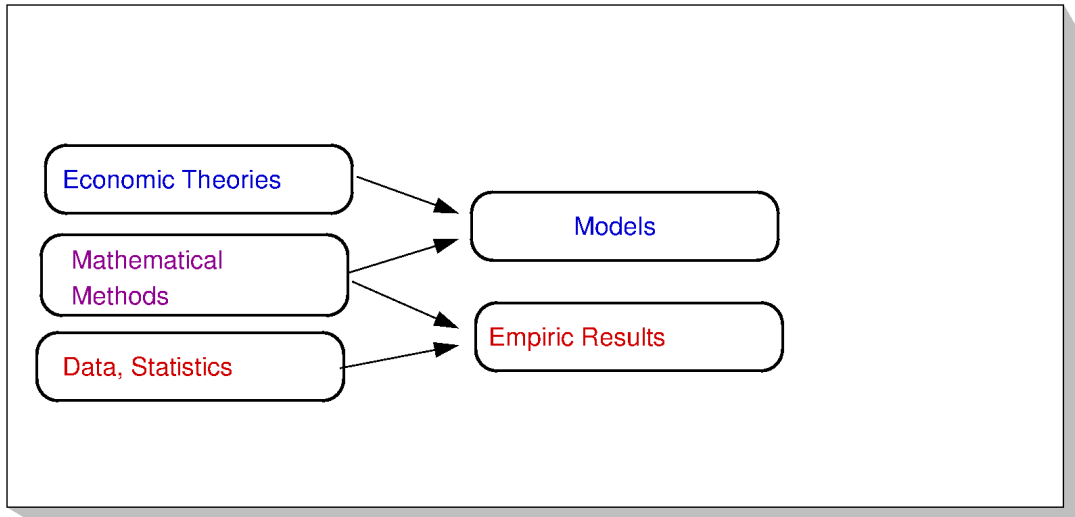 Economic Theories
Mathematical
Methods
Data, Statistics
Models
Empiric Results